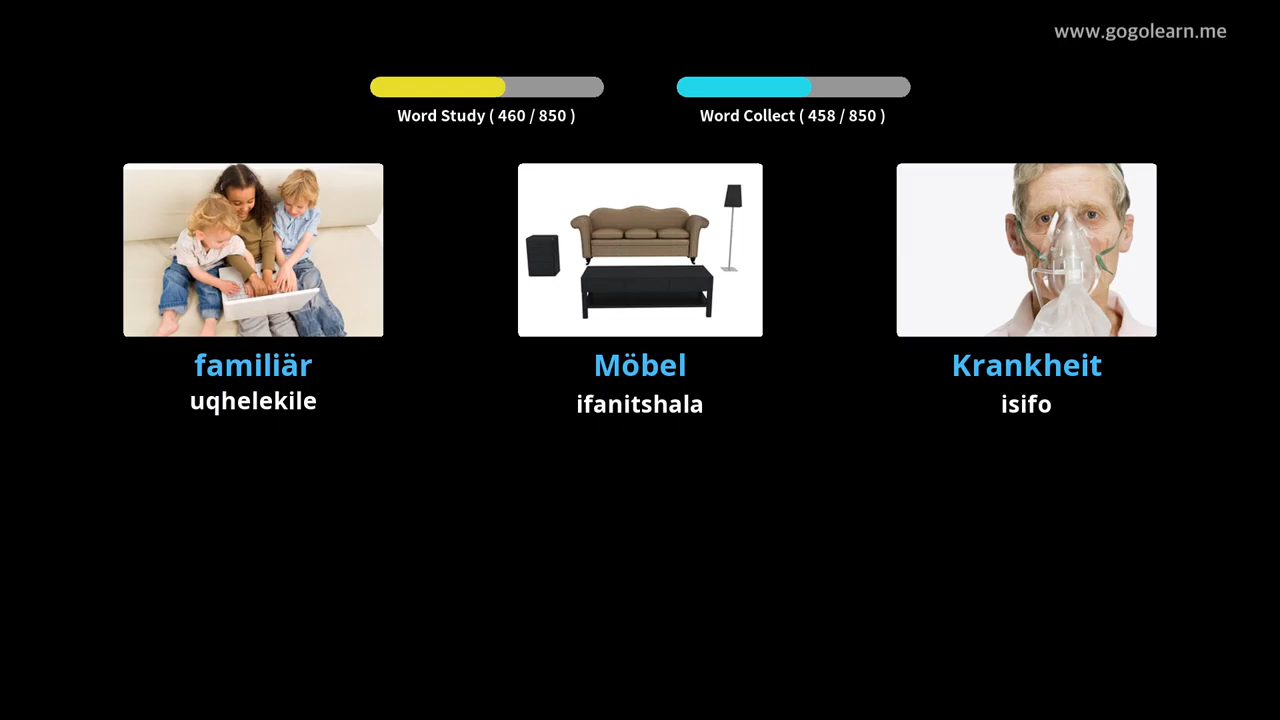 www.gogolearn.me
Word Study ( 460 / 850 )
Word Collect ( 458 / 850 )
familiär
Möbel
Krankheit
uqhelekile
ifanitshala
isifo